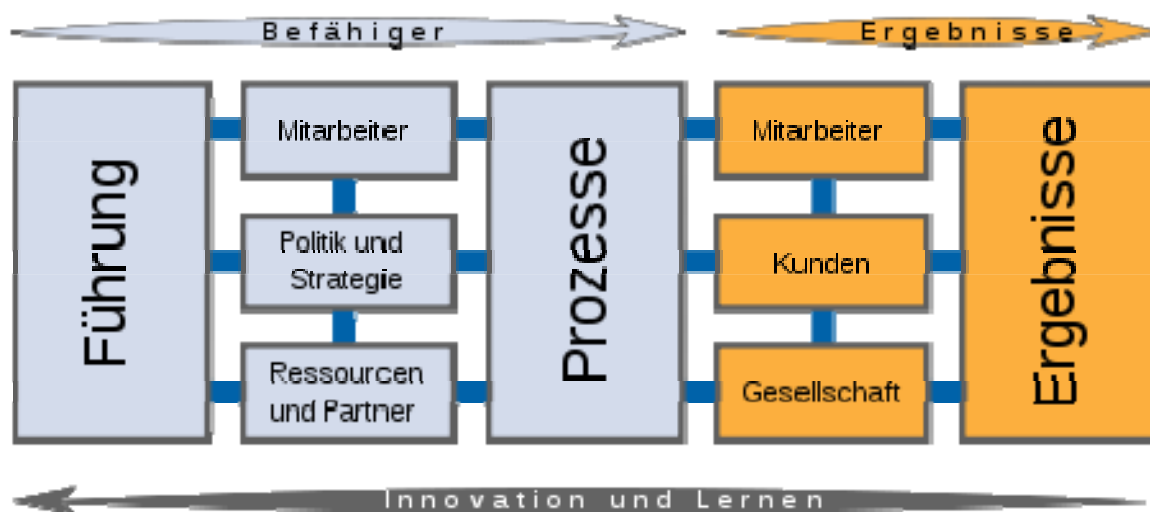 Befähiger
Ergebnisse
Führung
Mitarbeiter
Politik und
Strategie
Ressourcen
und Partner
Prozesse
Mitarbeiter
Kunden
Gesellschaft
Ergebnisse
Innovation und Lernen